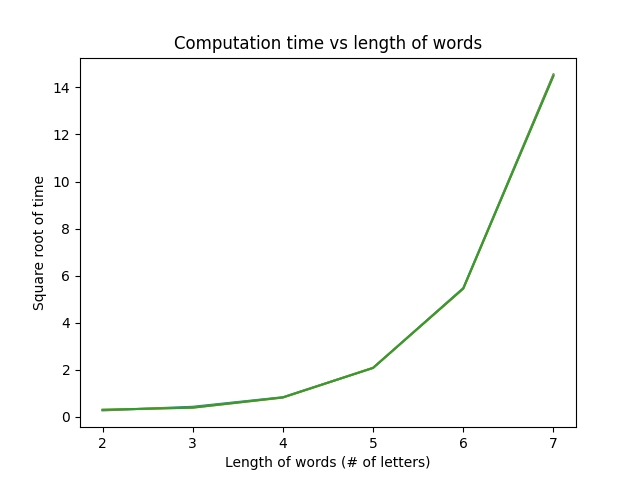 Computation time vs length of words
14
12
10
8
6
4
2
0
Square root of time
2 3 4 5 6 7
Length of words (# of letters)